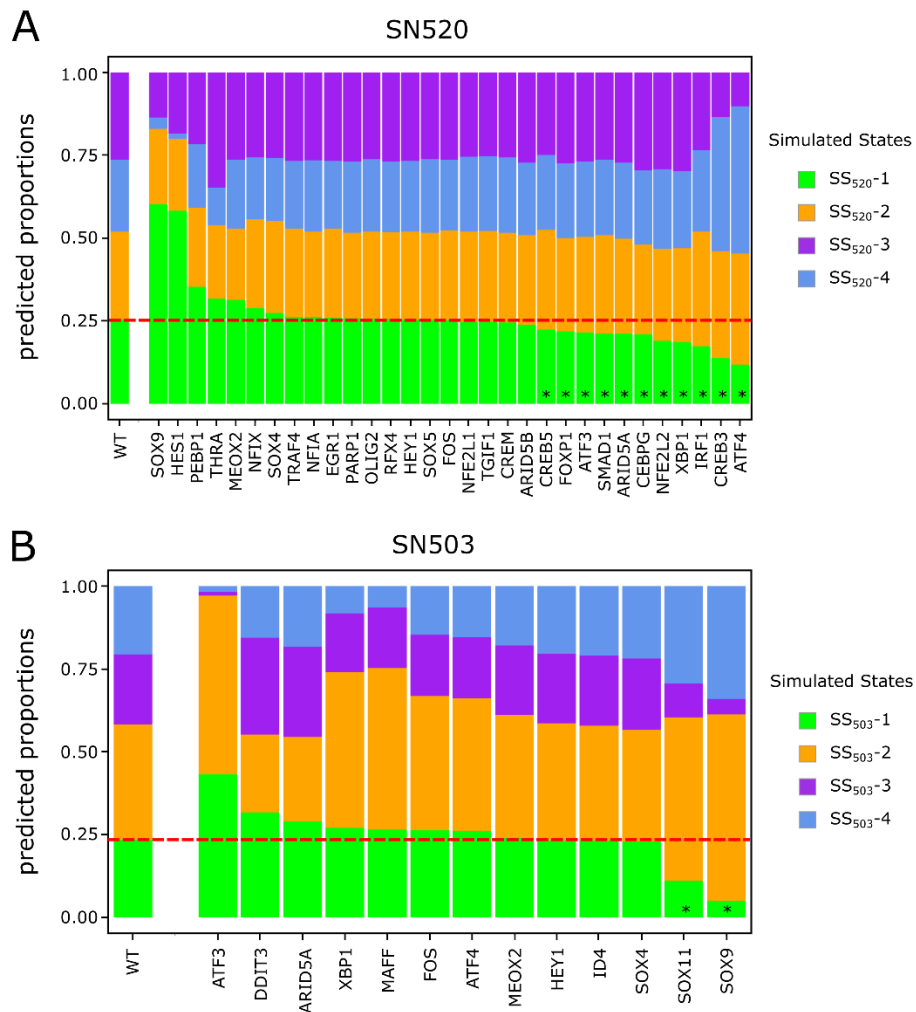 A
SN520
predicted proportions
1.00
0.75
0.50
0.25
0.00
* * * * * * * * * * *
WT SOX9 HES1 PEBP1 THRA MEOX2 NFIX SOX4 TRAF4 NFIA EGR1 PARP1 OLIG2 RFX4 HEY1 SOX5 FOS NFE2L1 TGIF1 CREM ARID5B CREB5 FOXP1 ATF3 SMAD1 ARID5A CEBPG NFE2L2 XBP1 IRF1 CREB3 ATF4
Simulated States
SS520-1
SS520-2
SS520-3
SS520-4
B
SN503
predicted proportions
1.00
0.75
0.50
0.25
0.00
* *
WT ATF3 DDIT3 ARID5A XBP1 MAFF FOS ATF4 MEOX2 HEY1 ID4 SOX4 SOX11 SOX9
Simulated States
SS503-1
SS503-2
SS503-3
SS503-4